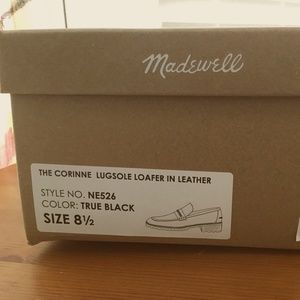 Madewell
THE CORINNE LUGSOLE LOAFER IN LEATHER
STYLE NO. NE526
COLOR: TRUE BLACK
SIZE 8½